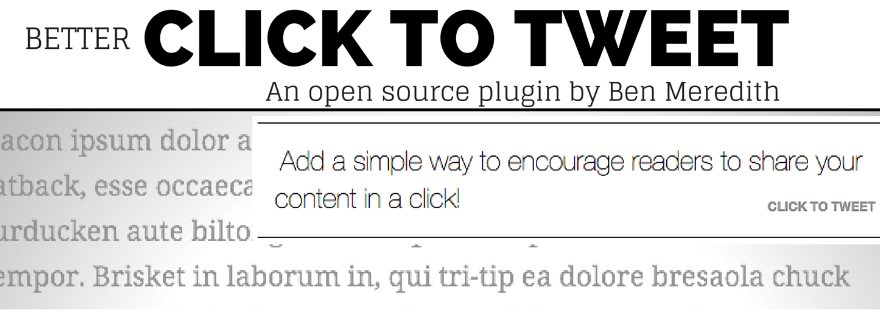 BETTER CLICK TO TWEET
An open source plugin by Ben Meredith
acon ipsum dolor a
Add a simple way to encourage readers to share your
atback, esse occaeca
content in a click!
CLICK TO TWEET
urducken aute bilto
empor. Brisket in laborum in, qui tri-tip ea dolore bresaola chuck